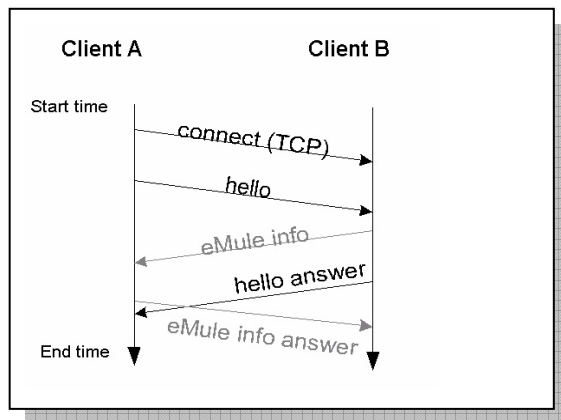 Client A
Client B
Start time
connect (TCP)
hello
eMule info
hello answer
eMule info answer
End time